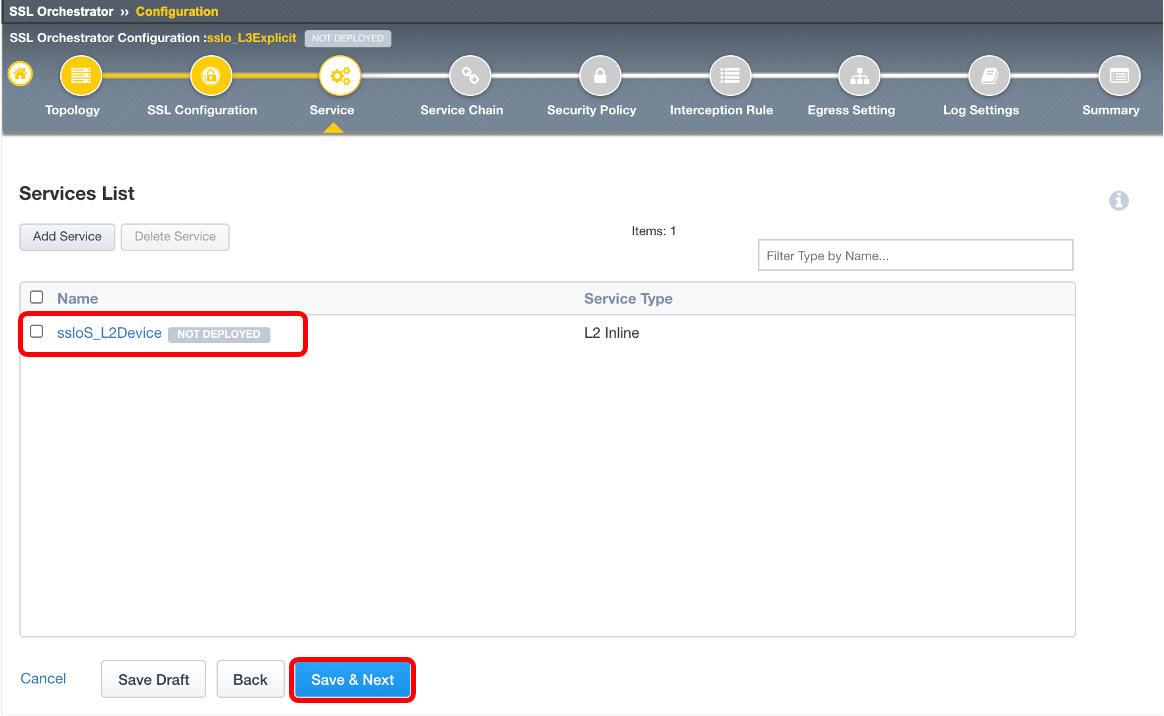 SSL Orchestrator » Configuration
SSL Orchestrator Configuration :sslo_L3Explicit NOT DEPLOYED
Topology SSL Configuration Service Service Chain Security Policy Interception Rule Egress Setting Log Settings Summary
Services List
Add Service Delete Service Items: 1
Filter Type by Name...
Name Service Type
ssloS_L2Device NOT DEPLOYED L2 Inline
Cancel Save Draft Back Save & Next